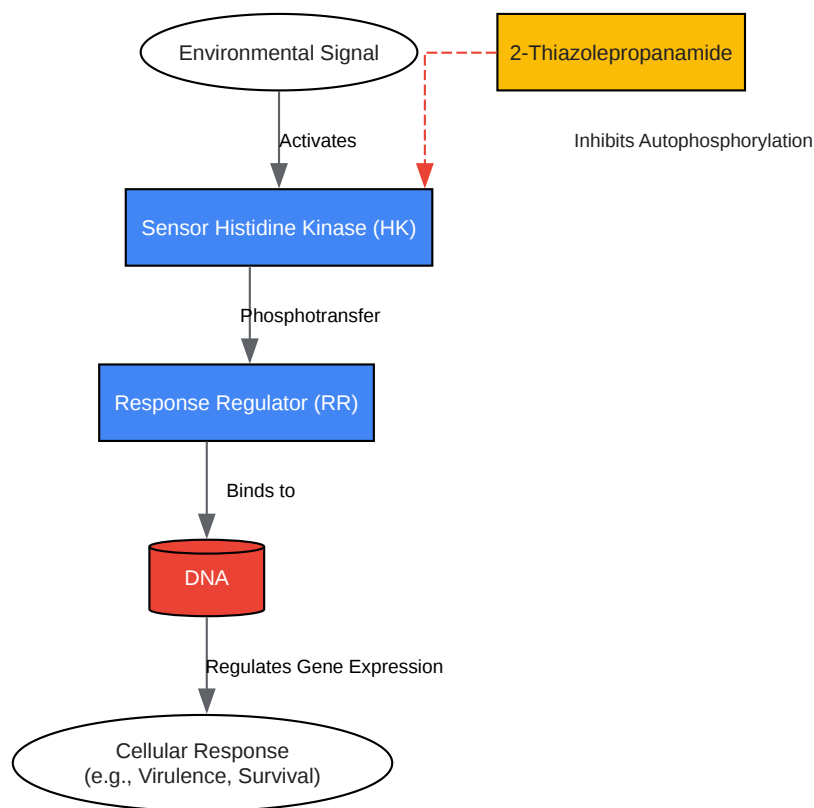 Environmental Signal
2-Thiazolepropanamide
Activates
Inhibits Autophosphorylation
Sensor Histidine Kinase (HK)
Phosphotransfer
Response Regulator (RR)
Binds to
DNA
Regulates Gene Expression
Cellular Response
(e.g., Virulence, Survival)